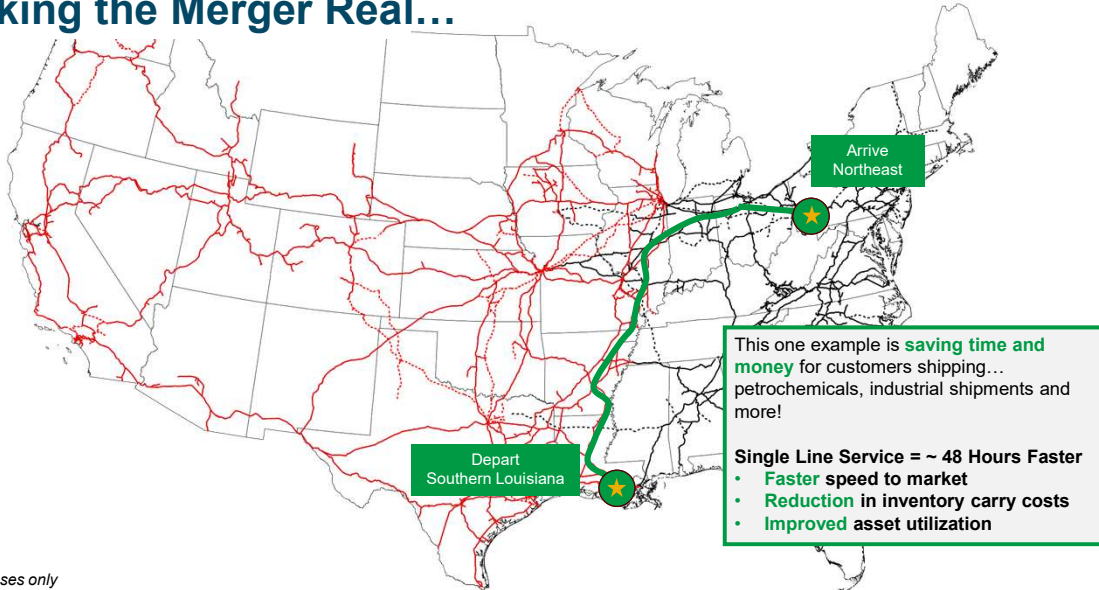 king the Merger Real…
Arrive
Northeast
This one example is saving time and
money for customers shipping…
petrochemicals, industrial shipments and
more!
Single Line Service = ~ 48 Hours Faster
• Faster speed to market
• Reduction in inventory carry costs
• Improved asset utilization
Depart
Southern Louisiana
ses only